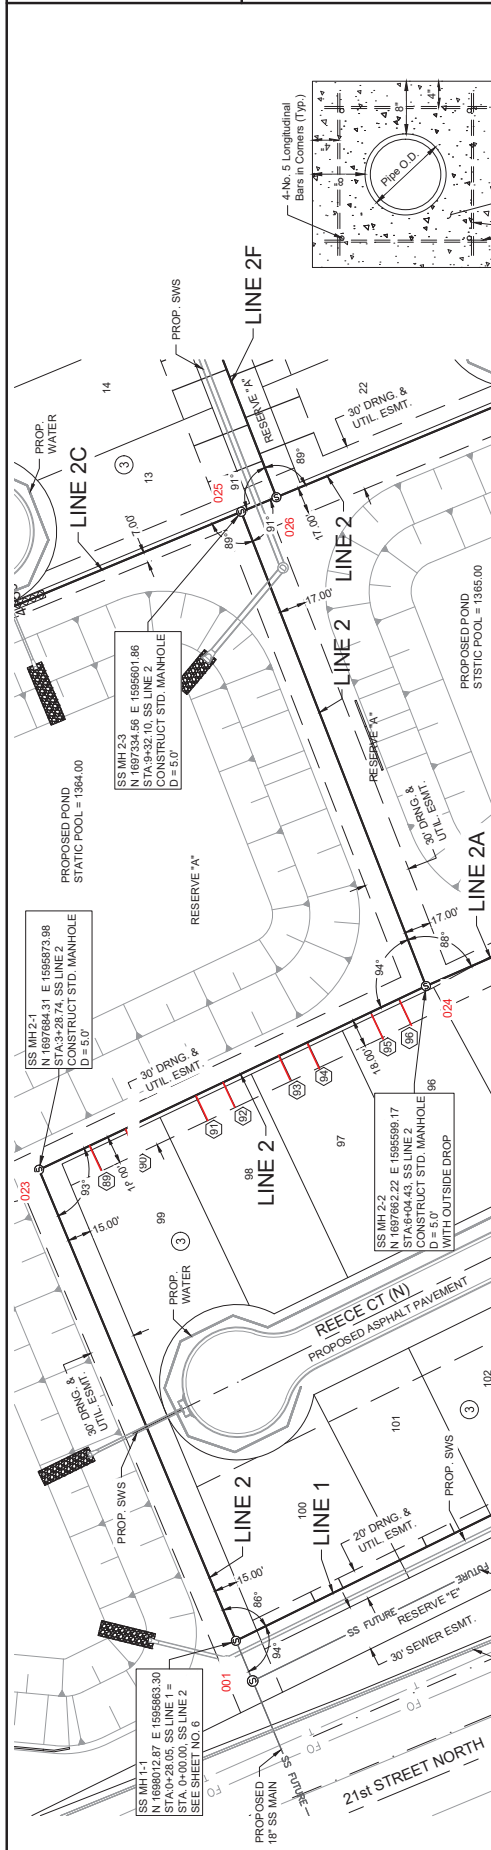 4-No. 5 Longitudinal
Bars in Corners (Typ.)
8"
4"
Pipe O.D.
PROP. SWS
LINE 2F
14
PROP.
WATER
3
13
LINE 2C
7.00'
RESERVE "A"
22
30' DRNG. &
UTIL. ESMT.
025
91°
89°
89°
91°
026
17.00'
LINE 2
SS MH 2-3
N 1697334.56 E 1595601.86
STA:9+32.10, SS LINE 2
CONSTRUCT STD. MANHOLE
D = 5.0'
17.00'
LINE 2
PROPOSED POND
STSTIC POOL = 1365.00
PROPOSED POND
STATIC POOL = 1364.00
RESERVE "A"
RESERVE "A"
30' DRNG. &
UTIL. ESMT.
LINE 2A
17.00'
88°
94°
024
SS MH 2-1
N 1697684.31 E 1595873.98
STA:3+28.74, SS LINE 2
CONSTRUCT STD. MANHOLE
D = 5.0'
30' DRNG. &
UTIL. ESMT.
023
93°
15.00'
89
90
91
92
93
94
95
96
18.00'
LINE 2
96
97
98
99
3
SS MH 2-2
N 1697662.22 E 1595599.17
STA:6+04.43, SS LINE 2
CONSTRUCT STD. MANHOLE
D = 5.0'
WITH OUTSIDE DROP
PROP.
WATER
REECE CT (N)
PROPOSED ASPHALT PAVEMENT
30' DRNG. &
UTIL. ESMT.
PROP. SWS
LINE 2
15.00'
100
101
102
3
LINE 1
20' DRNG. &
UTIL. ESMT.
PROP. SWS
86°
94°
001
SS MH 1-1
N 1698012.87 E 1595863.30
STA:0+28.05, SS LINE 1 =
STA. 0+00.00, SS LINE 2
SEE SHEET NO. 6
SS FUTURE
SS FUTURE
FUTURE
RESERVE "E"
30' SEWER ESMT.
PROPOSED
18" SS MAIN
SS FUTURE
FO
FO
FO
21st STREET NORTH